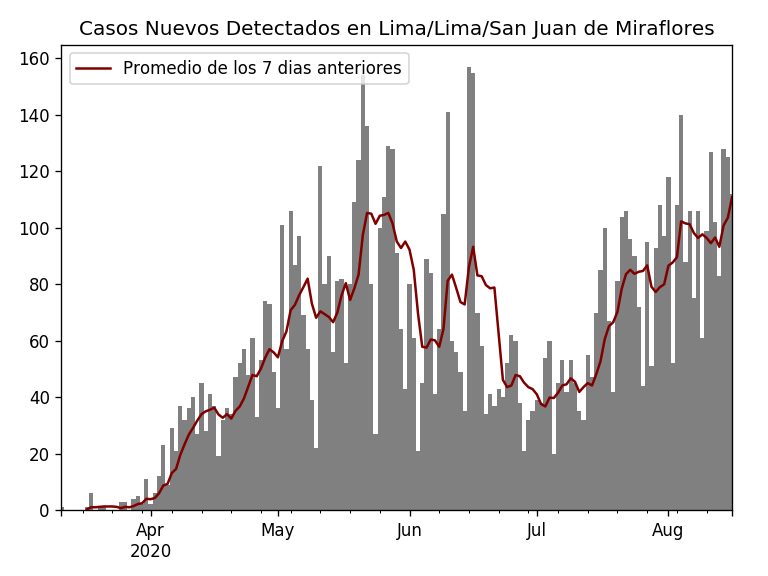 Casos Nuevos Detectados en Lima/Lima/San Juan de Miraflores
Promedio de los 7 dias anteriores
160
140
120
100
80
60
40
20
0
Apr
2020
May
Jun
Jul
Aug